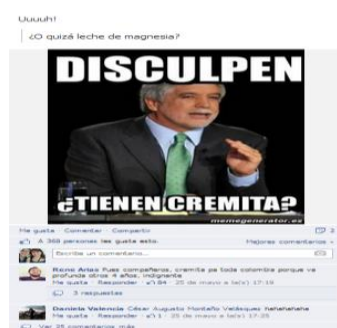 Uuuuh!
¿O quizá leche de magnesia?
DISCULPEN
¿TIENEN CREMITA?
memegenerator.es
Me gusta · Comentar · Compartir 2
A 368 personas les gusta esto. Mejores comentarios
Escribe un comentario...
Rono Arias Pues compañeros, cremita pa toda colombia porque va
profunda otros 4 años, indignante
Me gusta · Responder · 84 · 25 de mayo a la(s) 17:19
3 respuestas
Daniela Valencia César Augusto Montaño Velásquez hahahahaha
Me gusta · Responder · 1 · 25 de mayo a la(s) 17:25
Ver 35 comentarios más